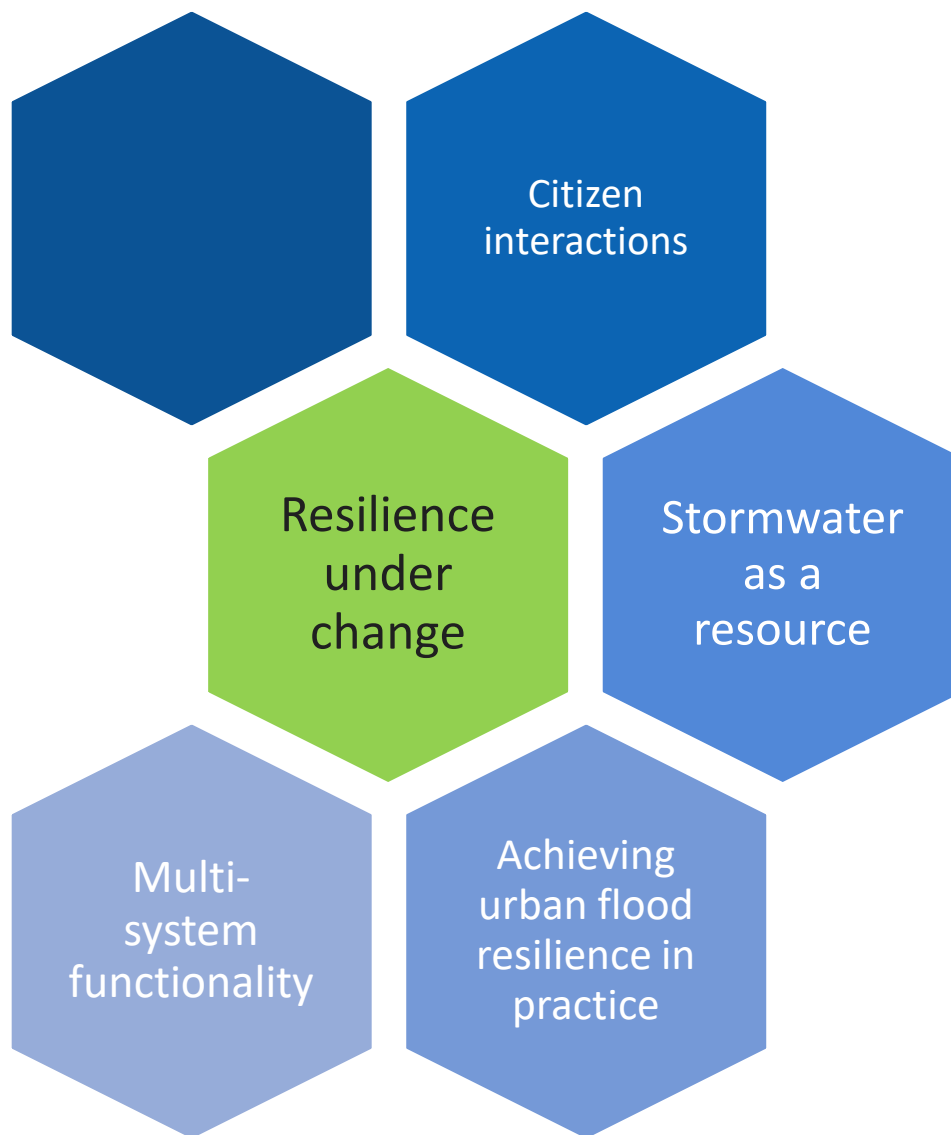 Citizen
interactions
Resilience
under
change
Stormwater
as a
resource
Multi-
system
functionality
Achieving
urban flood
resilience in
practice